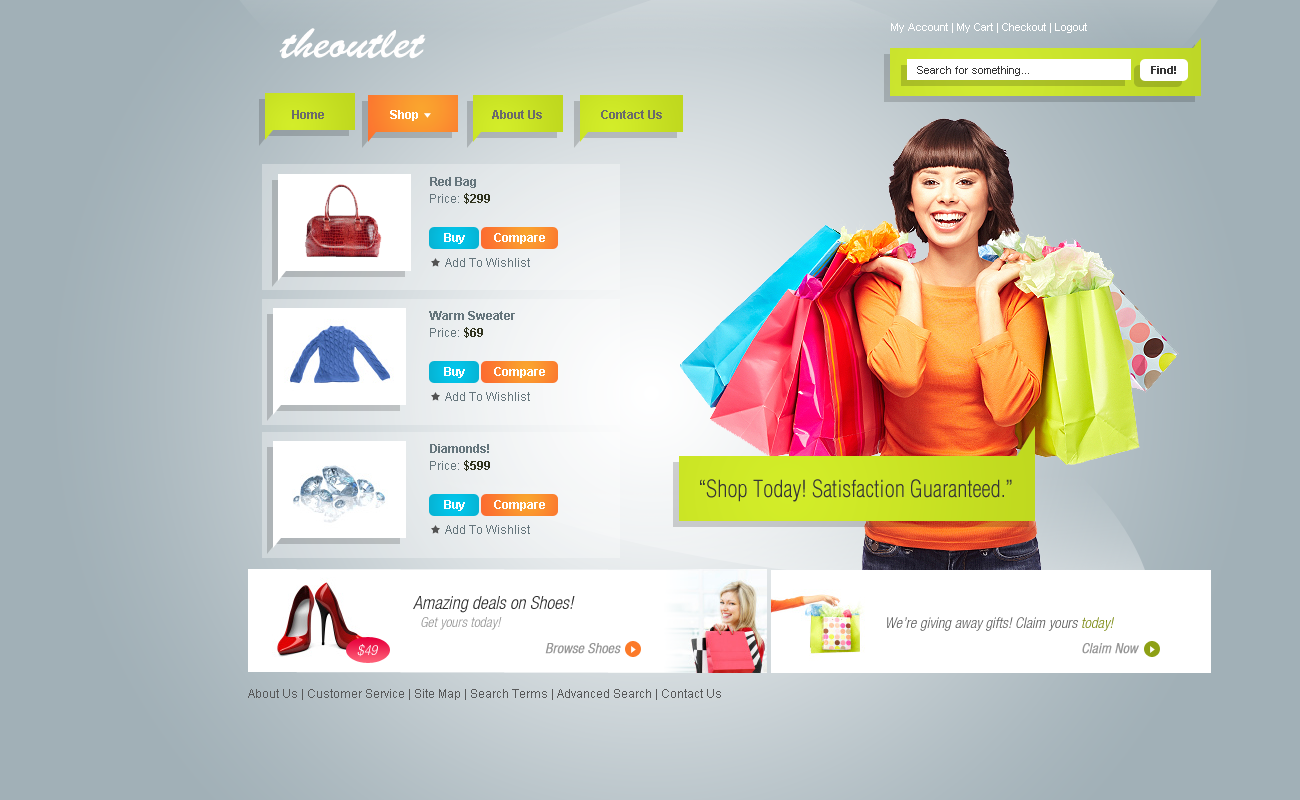 theoutlet
My Account | My Cart | Checkout | Logout
Search for something...
Find!
Home
Shop
About Us
Contact Us
Red Bag
Price: $299
Buy
Compare
Add To Wishlist
Warm Sweater
Price: $69
Buy
Compare
Add To Wishlist
Diamonds!
Price: $599
Buy
Compare
Add To Wishlist
“Shop Today! Satisfaction Guaranteed.”
Amazing deals on Shoes!
Get yours today!
$49
Browse Shoes
We're giving away gifts! Claim yours today!
Claim Now
About Us | Customer Service | Site Map | Search Terms | Advanced Search | Contact Us